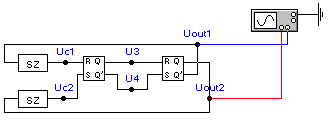 Uout1
SZ Uc1 R Q U3 R Q
S Q' U4 S Q'
SZ Uc2 Uout2